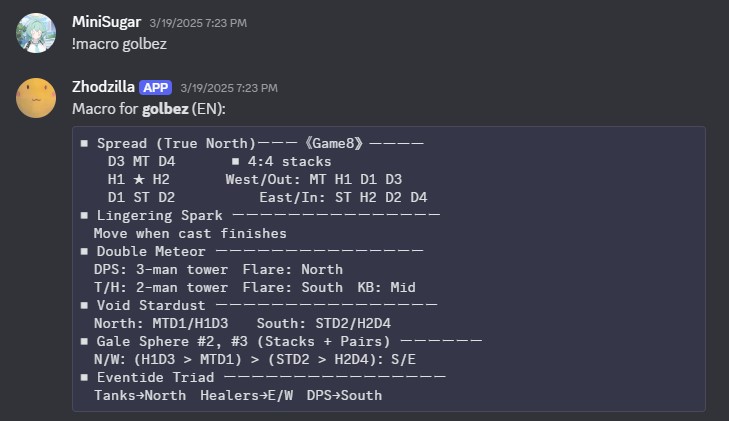 MiniSugar 3/19/2025 7:23 PM
!macro golbez
Zhodzilla APP 3/19/2025 7:23 PM
Macro for golbez (EN):
■ Spread (True North)───《Game8》────
D3 MT D4 ■ 4:4 stacks
H1 ★ H2 West/Out: MT H1 D1 D3
D1 ST D2 East/In: ST H2 D2 D4
■ Lingering Spark ───────────────
Move when cast finishes
■ Double Meteor ───────────────
DPS: 3-man tower Flare: North
T/H: 2-man tower Flare: South KB: Mid
■ Void Stardust ────────────────
North: MTD1/H1D3 South: STD2/H2D4
■ Gale Sphere #2, #3 (Stacks + Pairs) ──────
N/W: (H1D3 > MTD1) > (STD2 > H2D4): S/E
■ Eventide Triad ────────────────
Tanks→North Healers→E/W DPS→South